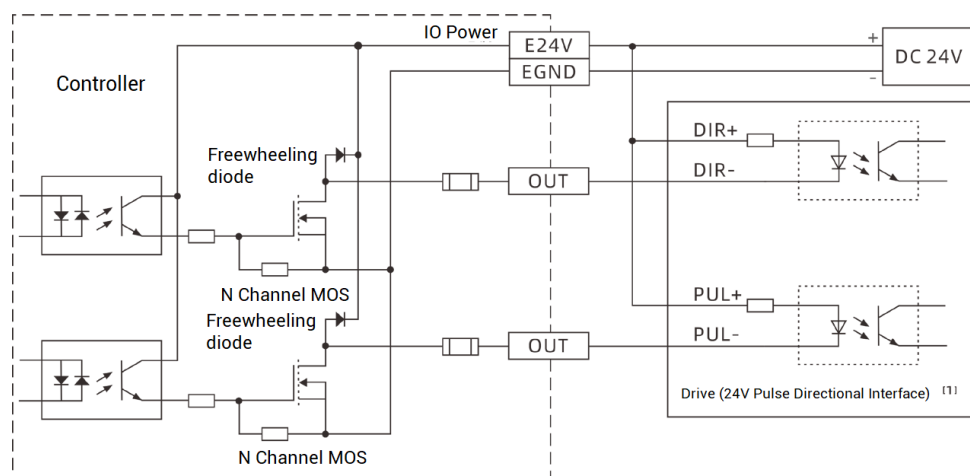 IO Power
E24V
+
DC 24V
EGND
-
Controller
DIR+
Freewheeling
diode
DIR-
OUT
N Channel MOS
Freewheeling
diode
PUL+
OUT
PUL-
Drive (24V Pulse Directional Interface) [1]
N Channel MOS